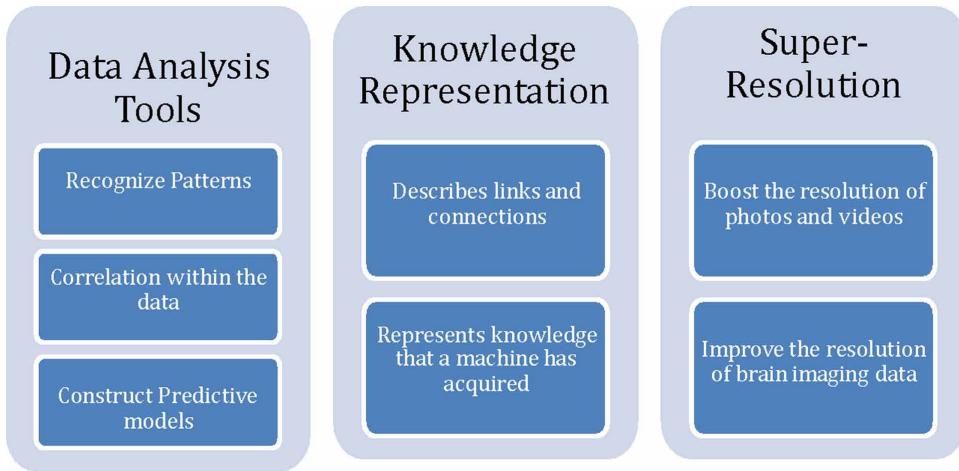 Data Analysis
Tools
Recognize Patterns
Correlation within the
data
Construct Predictive
models
Knowledge
Representation
Describes links and
connections
Represents knowledge
that a machine has
acquired
Super-
Resolution
Boost the resolution of
photos and videos
Improve the resolution
of brain imaging data